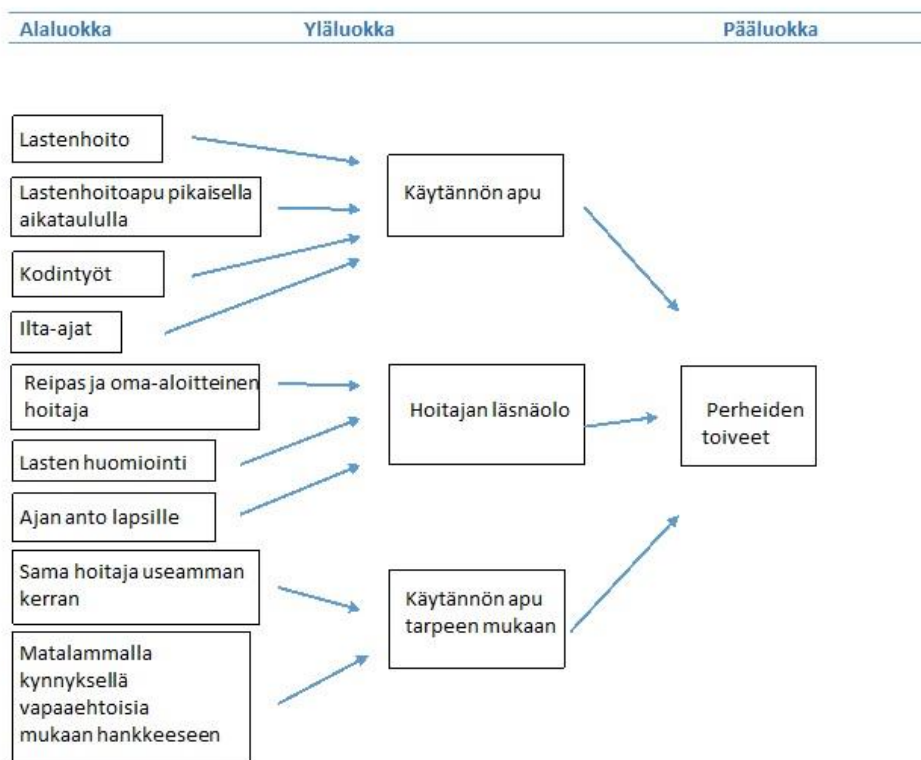 Alaluokka Yläluokka Pääluokka
Lastenhoito
Lastenhoitoapu pikaisella
aikataululla
Kodintyöt
Ilta-ajat
Reipas ja oma-aloitteinen
hoitaja
Lasten huomiointi
Ajan anto lapsille
Sama hoitaja useamman
kerran
Matalammalla
kynnyksellä
vapaaehtoisia
mukaan hankkeeseen
Käytännön apu
Hoitajan läsnäolo
Käytännön apu
tarpeen mukaan
Perheiden
toiveet